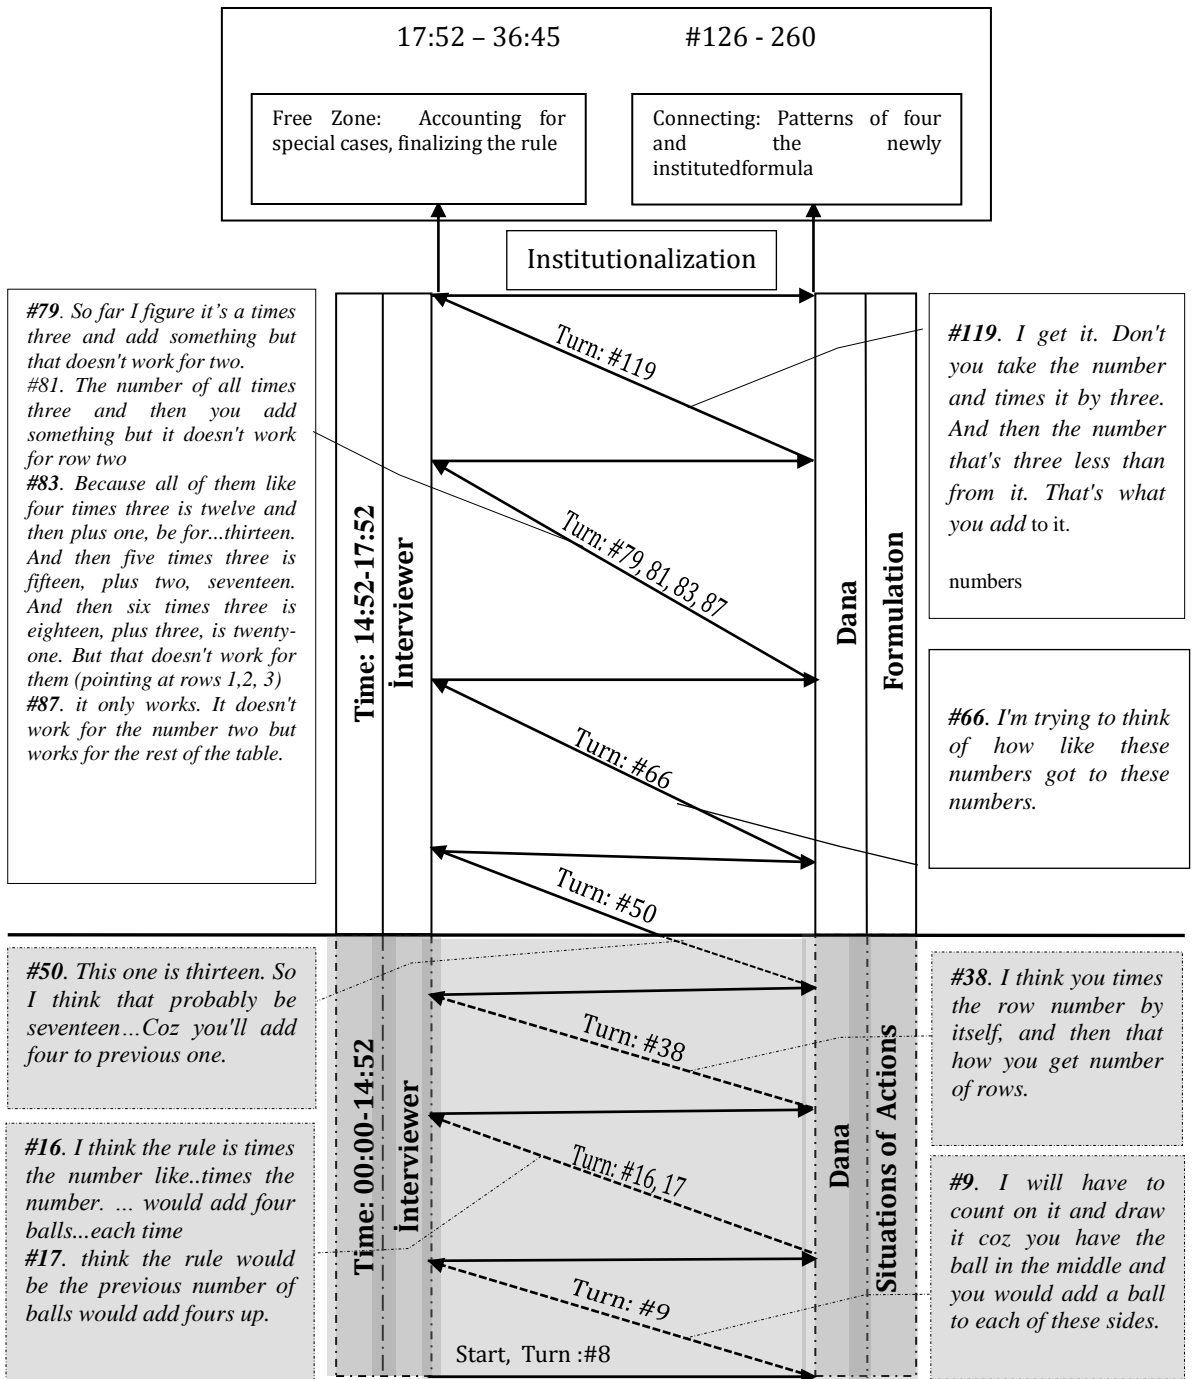 17:52 – 36:45 #126 - 260
Free Zone: Accounting for
special cases, finalizing the rule
Connecting: Patterns of four
and the newly
institutedformula
Institutionalization
#79. So far I figure it's a times
three and add something but
that doesn't work for two.
#81. The number of all times
three and then you add
something but it doesn't work
for row two
#83. Because all of them like
four times three is twelve and
then plus one, be for...thirteen.
And then five times three is
fifteen, plus two, seventeen.
And then six times three is
eighteen, plus three, is twenty-
one. But that doesn't work for
them (pointing at rows 1,2, 3)
#87. it only works. It doesn't
work for the number two but
works for the rest of the table.
Time: 14:52-17:52
İnterviewer
Turn: #119
Turn: #79, 81, 83, 87
Turn: #66
Turn: #50
Dana
Formulation
#119. I get it. Don't
you take the number
and times it by three.
And then the number
that's three less than
from it. That's what
you add to it.
numbers
#66. I'm trying to think
of how like these
numbers got to these
numbers.
#50. This one is thirteen. So
I think that probably be
seventeen…Coz you'll add
four to previous one.
#16. I think the rule is times
the number like..times the
number. … would add four
balls...each time
#17. think the rule would
be the previous number of
balls would add fours up.
Time: 00:00-14:52
İnterviewer
Turn: #38
Turn: #16, 17
Turn: #9
Start, Turn :#8
Dana
Situations of Actions
#38. I think you times
the row number by
itself, and then that
how you get number
of rows.
#9. I will have to
count on it and draw
it coz you have the
ball in the middle and
you would add a ball
to each of these sides.